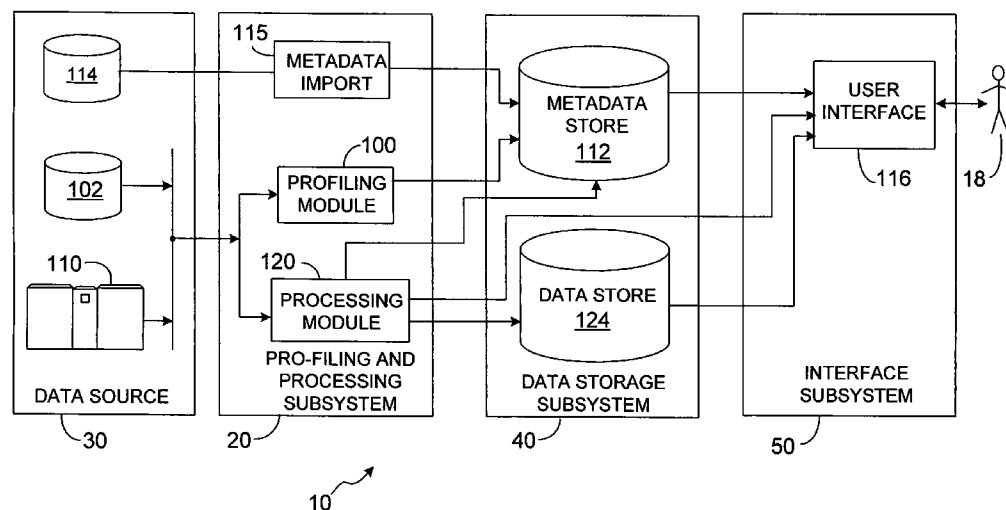 114
115
METADATA
IMPORT
METADATA
STORE
112
USER
INTERFACE
116
18
102
100
PROFILING
MODULE
110
120
PROCESSING
MODULE
DATA STORE
124
DATA SOURCE
PRO-FILING AND
PROCESSING
SUBSYSTEM
DATA STORAGE
SUBSYSTEM
INTERFACE
SUBSYSTEM
30
20
40
50
10